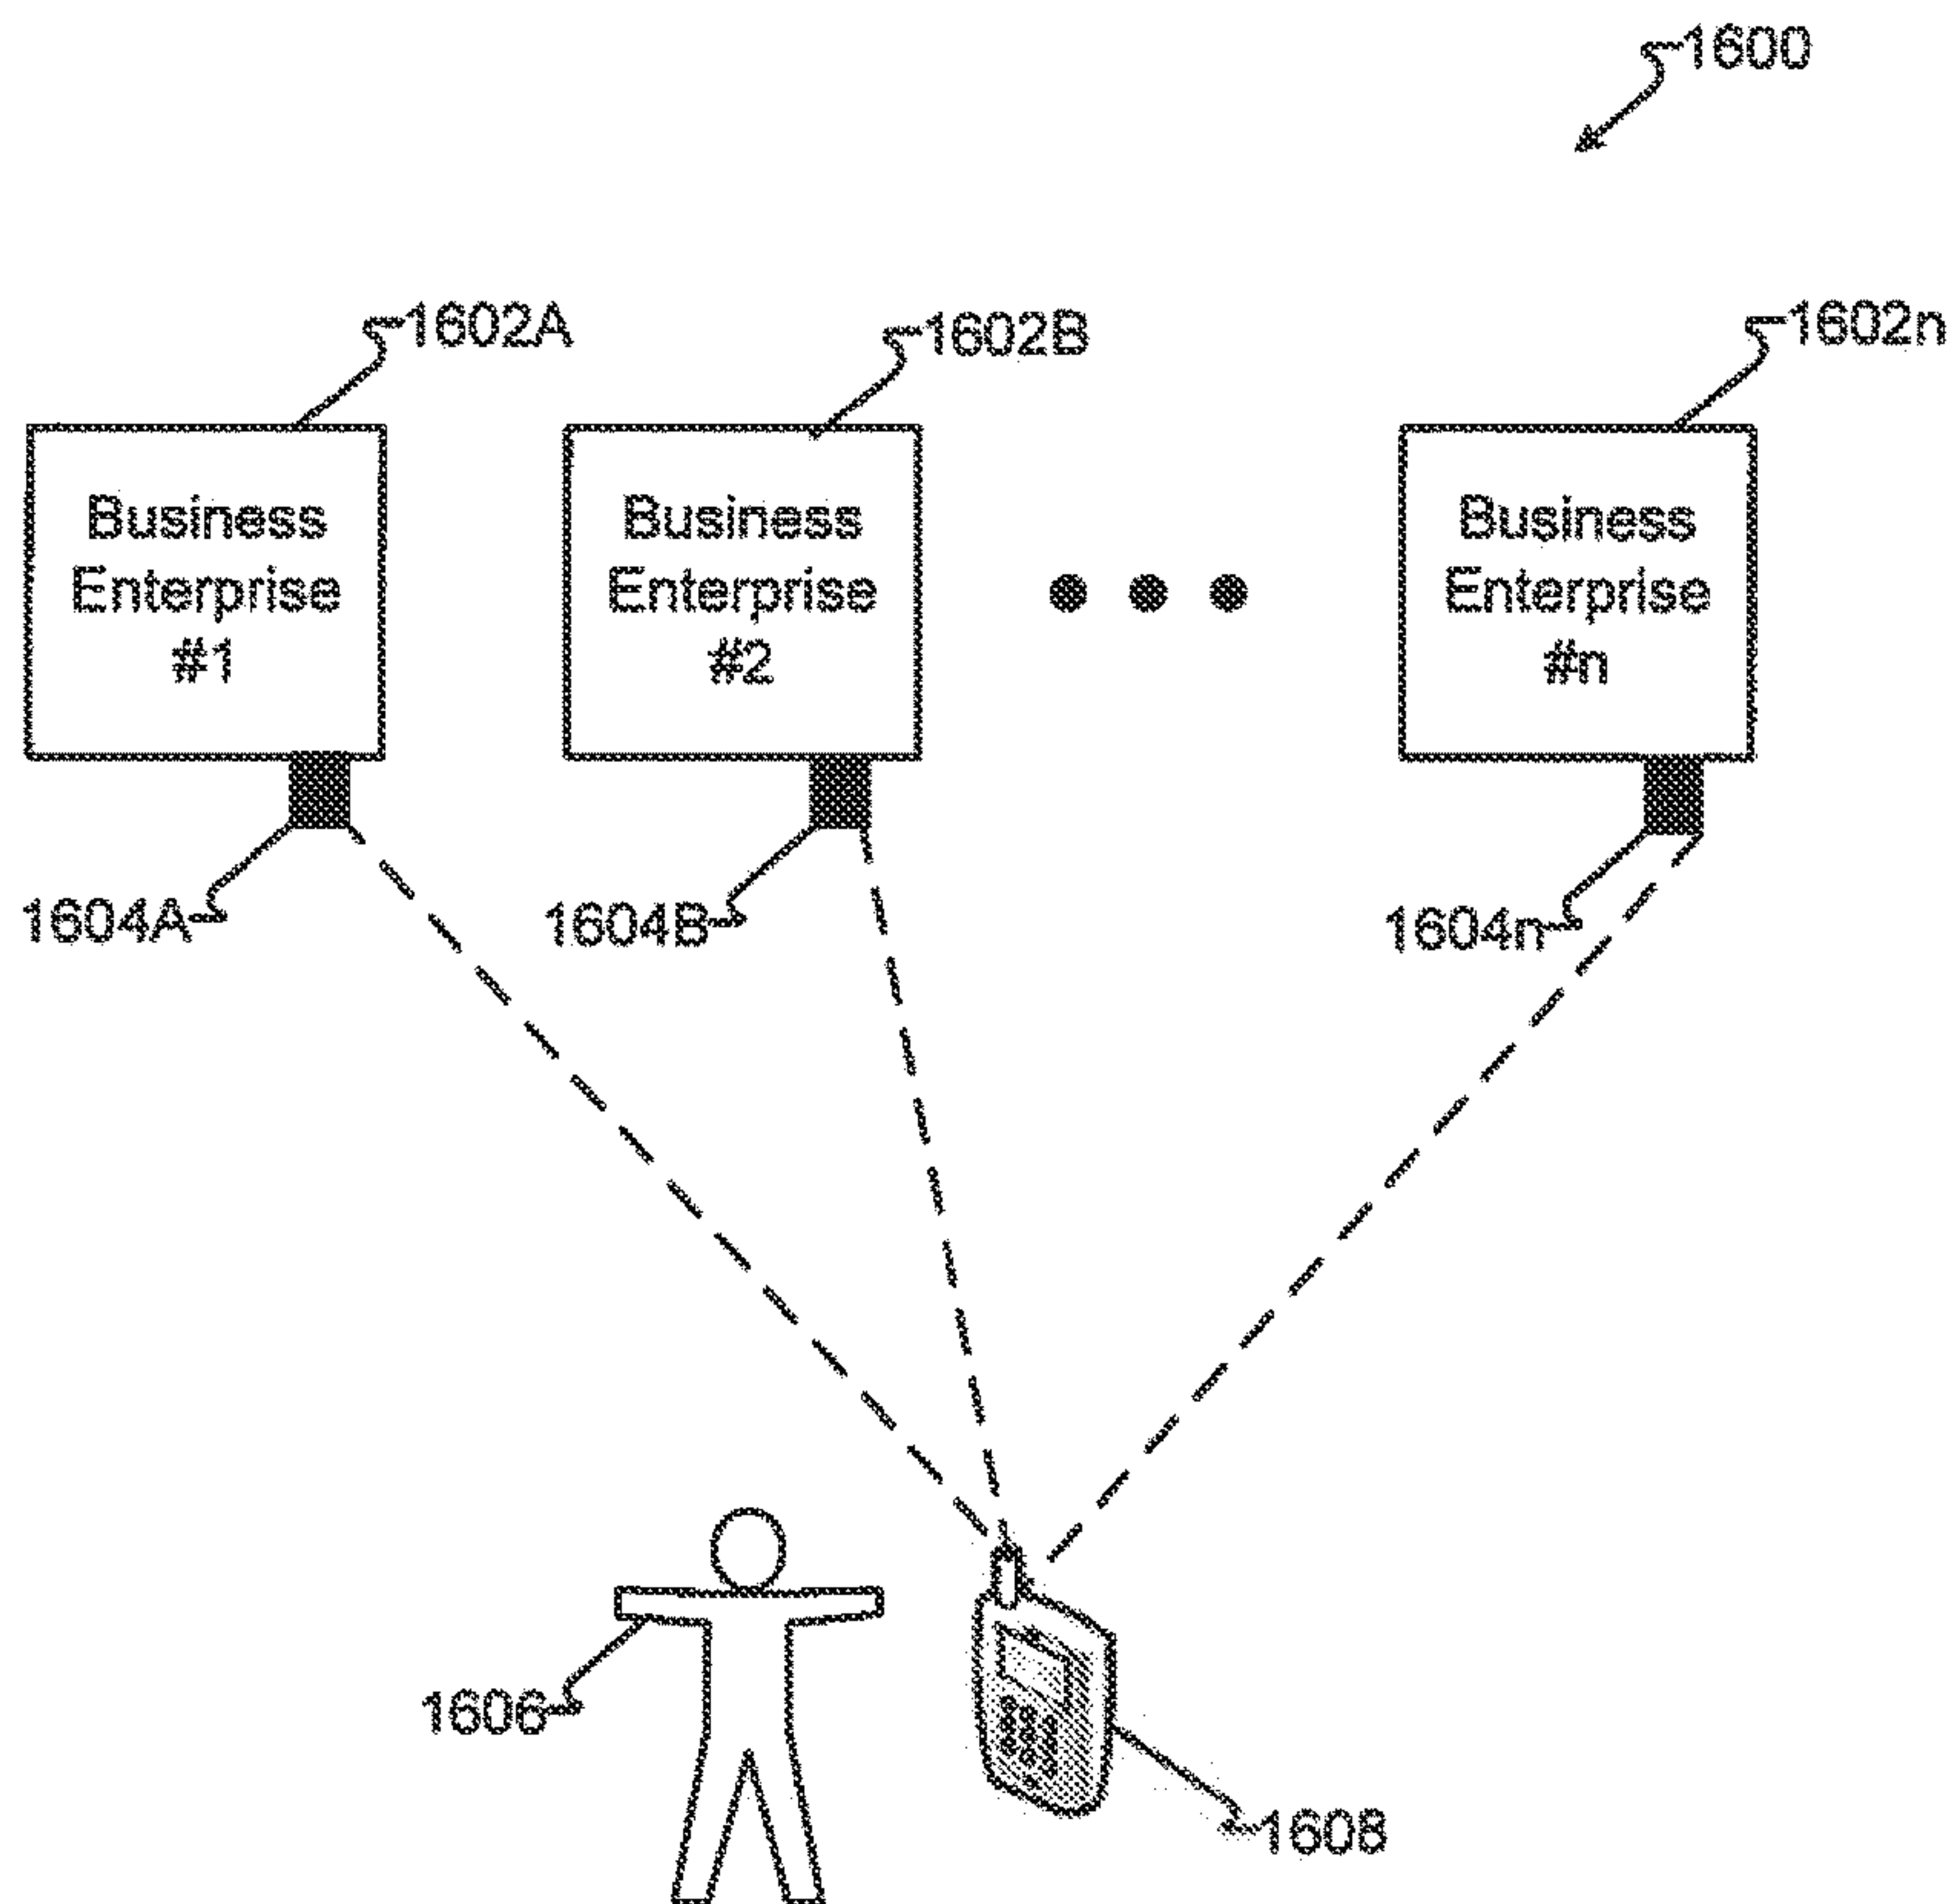 1600
1602A
1602B
1602n
Business
Enterprise
#1
Business
Enterprise
#2
Business
Enterprise
#n
1604A
1604B
1604n
1606
1608